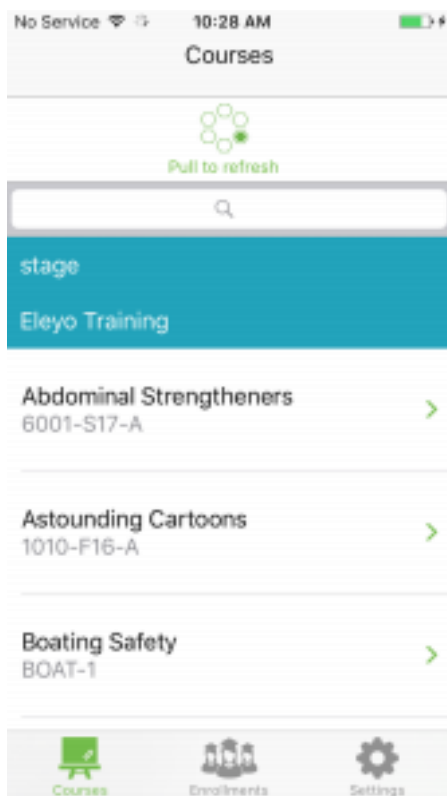 No Service 10:28 AM
Courses
Pull to refresh
stage
Eleyo Training
Abdominal Strengtheners
6001-S17-A
Astounding Cartoons
1010-F16-A
Boating Safety
BOAT-1
Courses Enrollments Settings